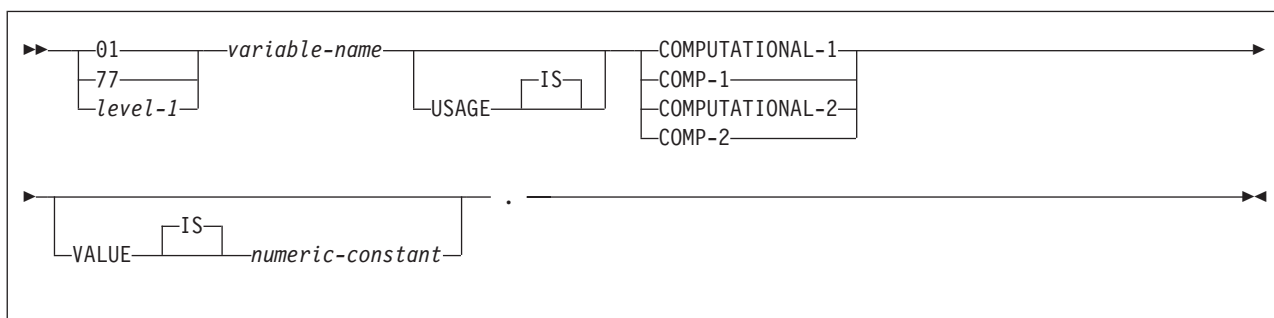 01 variable-name COMPUTATIONAL-1
77 IS COMP-1
level-1 USAGE COMPUTATIONAL-2
COMP-2
.
IS
VALUE numeric-constant